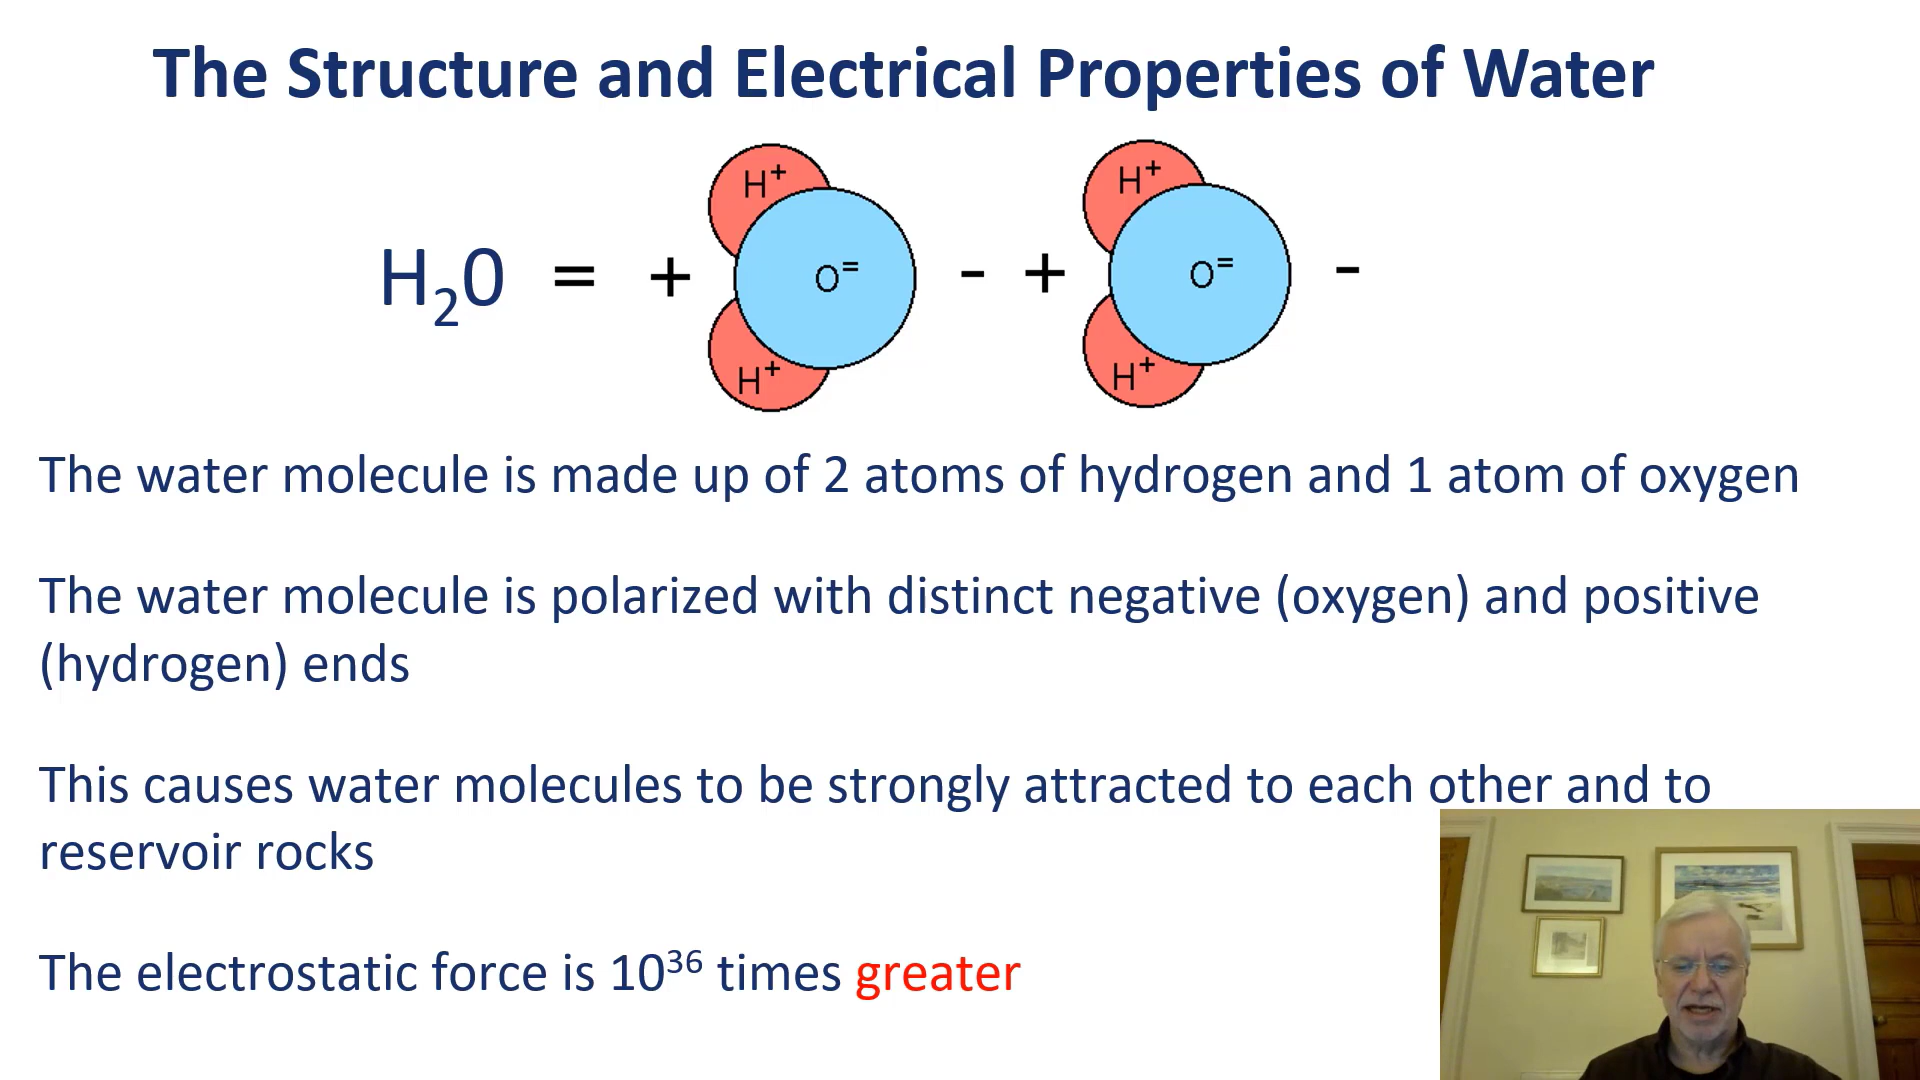 The Structure and Electrical Properties of Water
H⁺ H⁺
H₂0 = + O⁼ - + O⁼ -
H⁺ H⁺
The water molecule is made up of 2 atoms of hydrogen and 1 atom of oxygen
The water molecule is polarized with distinct negative (oxygen) and positive
(hydrogen) ends
This causes water molecules to be strongly attracted to each other and to
reservoir rocks
The electrostatic force is 10³⁶ times greater